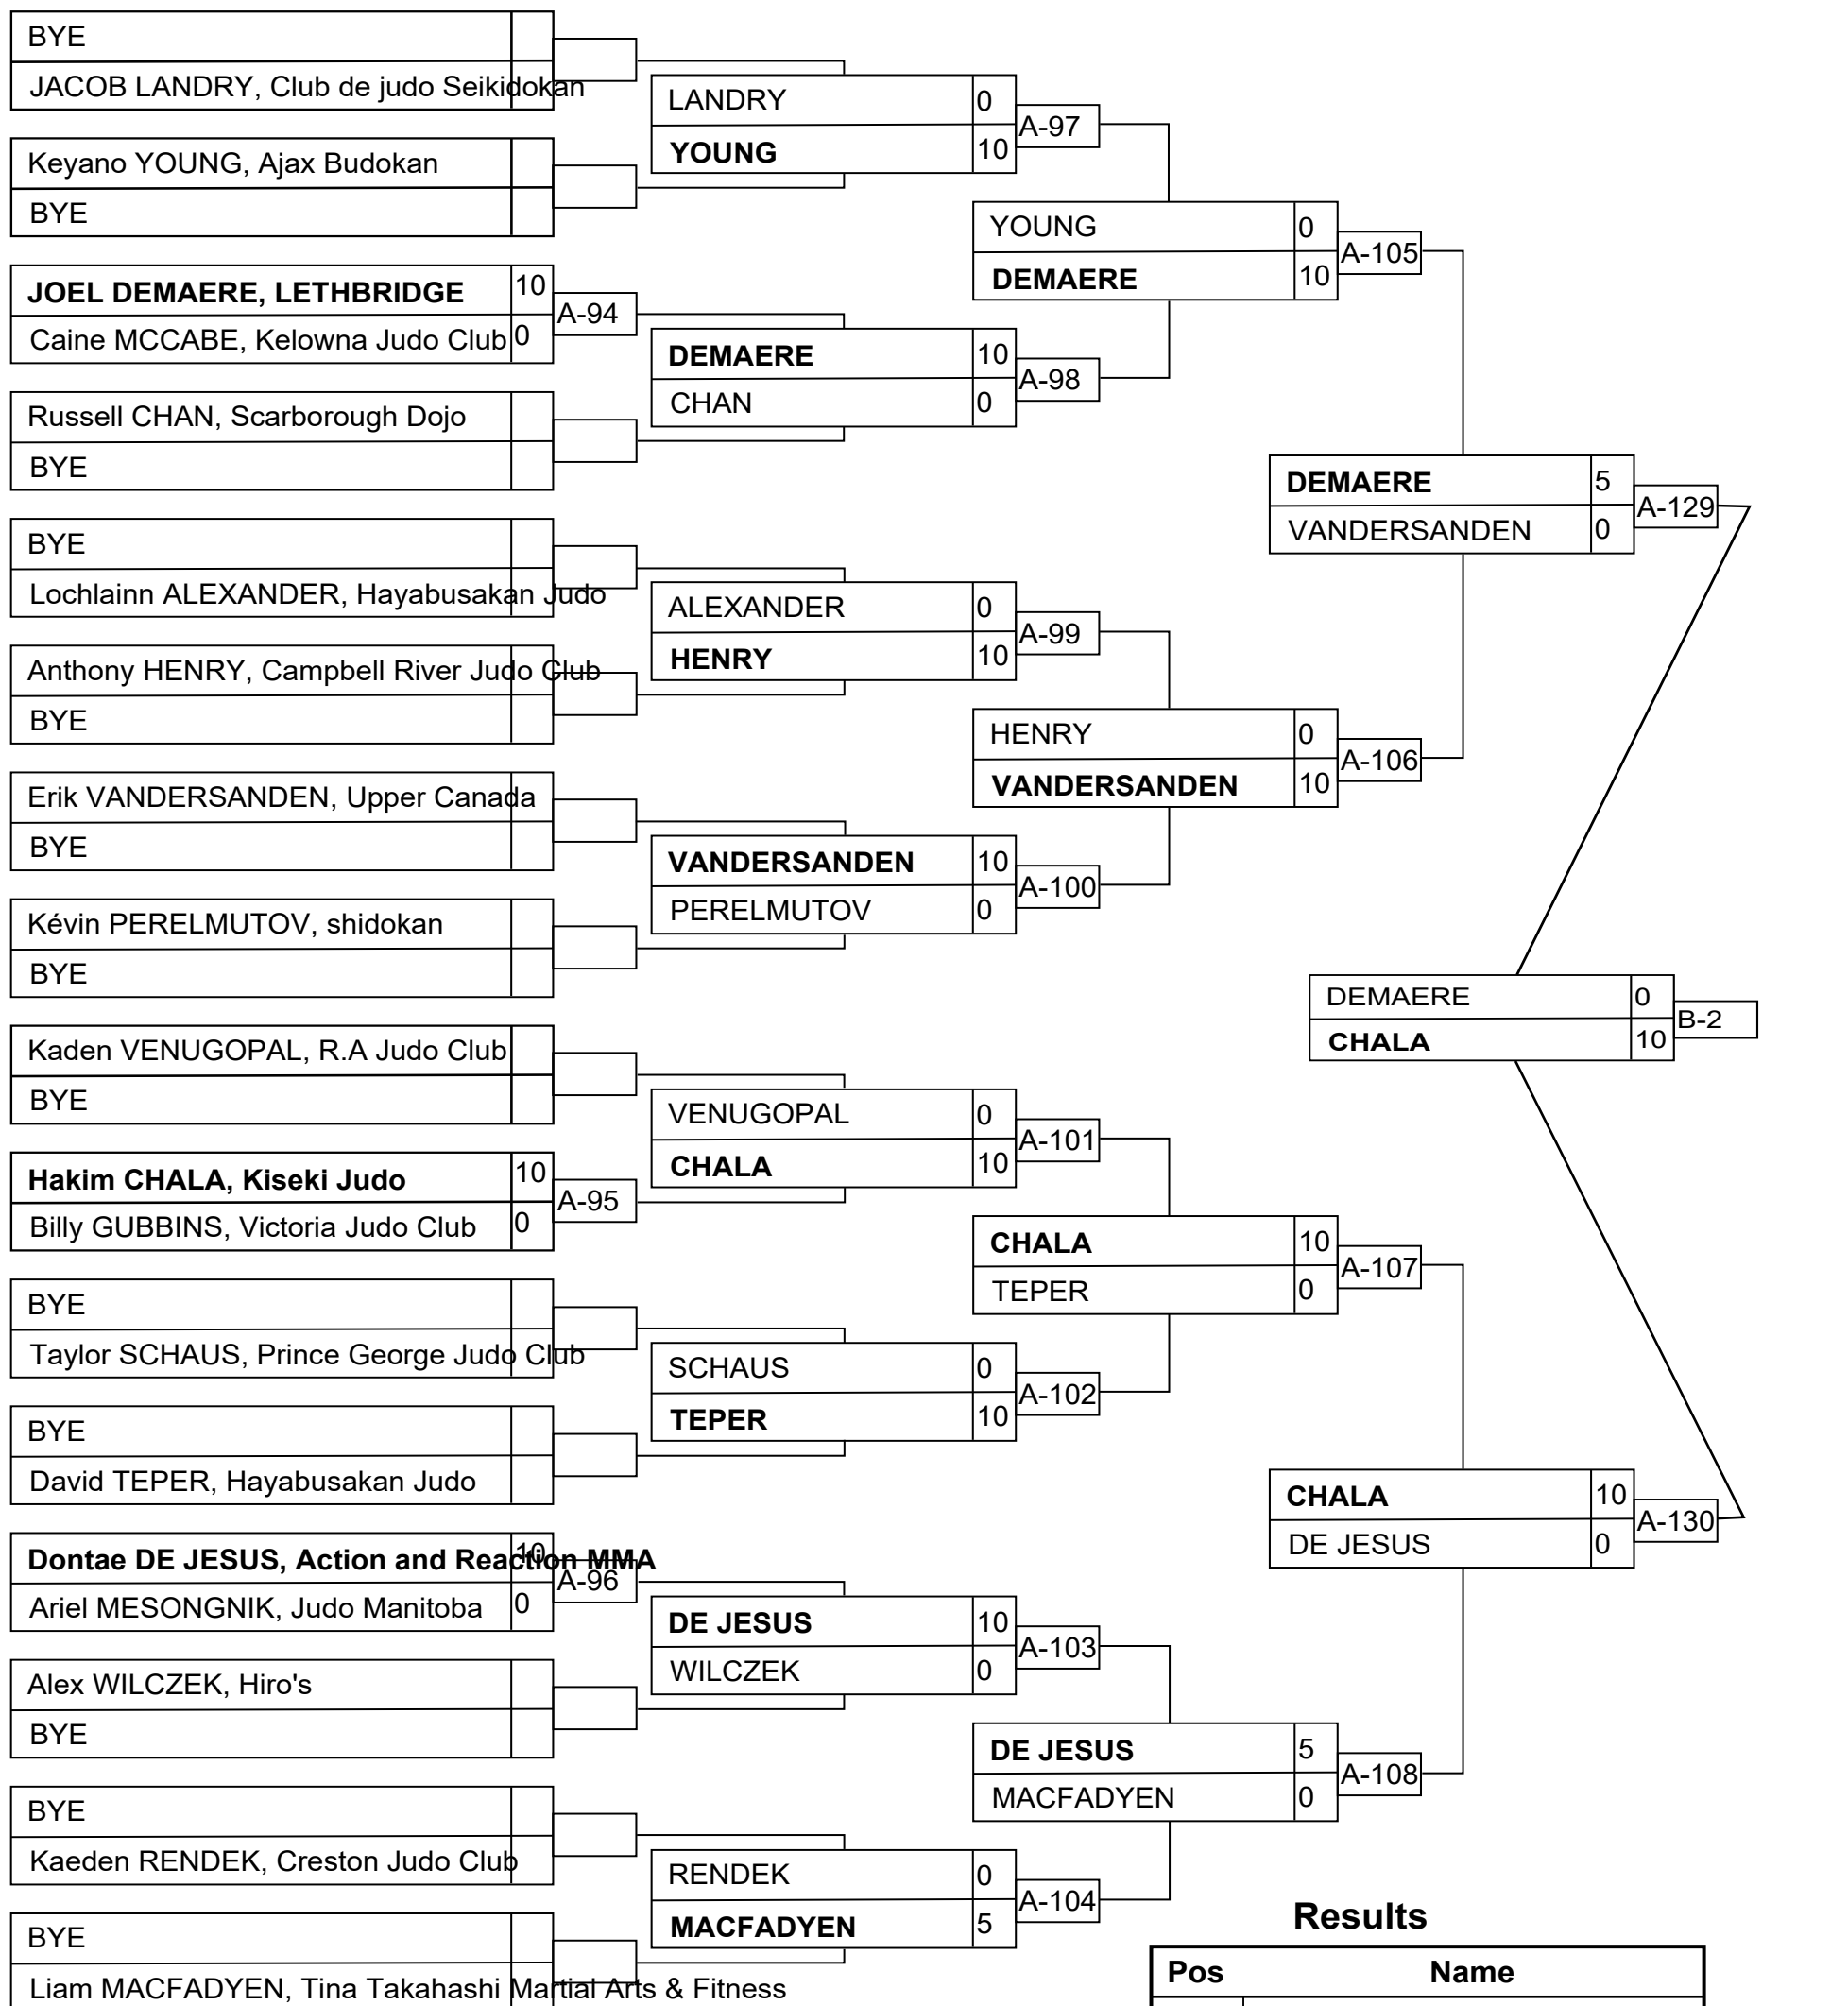 BYE
JACOB LANDRY, Club de judo Seikidokan
Keyano YOUNG, Ajax Budokan
BYE
JOEL DEMAERE, LETHBRIDGE 10
Caine MCCABE, Kelowna Judo Club 0
A-94
Russell CHAN, Scarborough Dojo
BYE
BYE
Lochlainn ALEXANDER, Hayabusakan Judo
Anthony HENRY, Campbell River Judo Club
BYE
Erik VANDERSANDEN, Upper Canada
BYE
Kévin PERELMUTOV, shidokan
BYE
Kaden VENUGOPAL, R.A Judo Club
BYE
Hakim CHALA, Kiseki Judo 10
Billy GUBBINS, Victoria Judo Club 0
A-95
BYE
Taylor SCHAUS, Prince George Judo Club
BYE
David TEPER, Hayabusakan Judo
Dontae DE JESUS, Action and Reaction MMA 10
Ariel MESONGNIK, Judo Manitoba 0
A-96
Alex WILCZEK, Hiro's
BYE
BYE
Kaeden RENDEK, Creston Judo Club
BYE
Liam MACFADYEN, Tina Takahashi Martial Arts & Fitness
LANDRY 0
YOUNG 10
A-97
DEMAERE 10
CHAN 0
A-98
ALEXANDER 0
HENRY 10
A-99
VANDERSANDEN 10
PERELMUTOV 0
A-100
VENUGOPAL 0
CHALA 10
A-101
SCHAUS 0
TEPER 10
A-102
DE JESUS 10
WILCZEK 0
A-103
RENDEK 0
MACFADYEN 5
A-104
YOUNG 0
DEMAERE 10
A-105
HENRY 0
VANDERSANDEN 10
A-106
CHALA 10
TEPER 0
A-107
DE JESUS 5
MACFADYEN 0
A-108
DEMAERE 5
VANDERSANDEN 0
A-129
CHALA 10
DE JESUS 0
A-130
DEMAERE 0
CHALA 10
B-2
Results
Pos Name